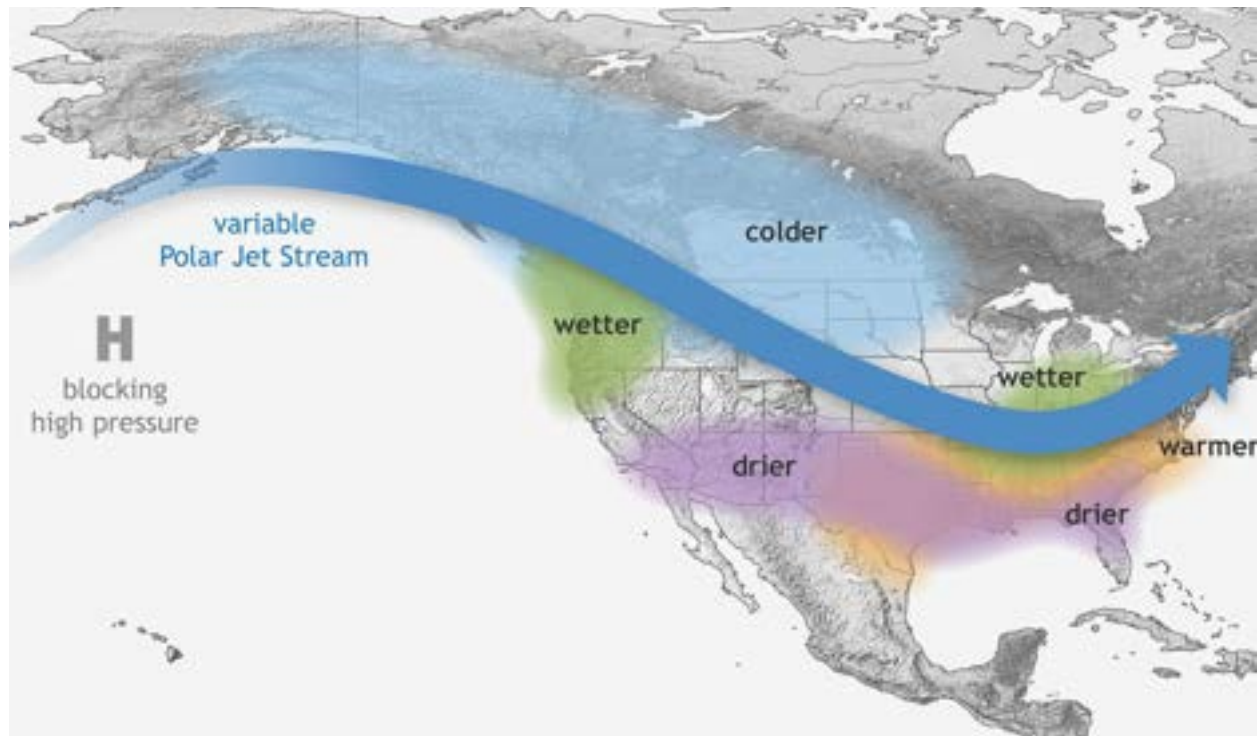 variable
Polar Jet Stream
colder
H
blocking
high pressure
wetter
wetter
warmer
drier
drier